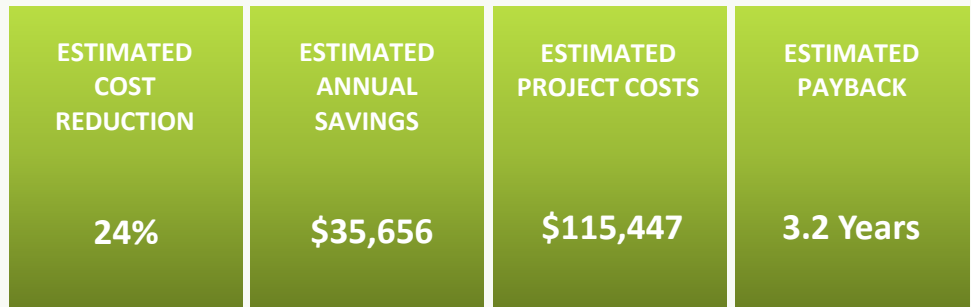 ESTIMATED
COST
REDUCTION
24%
ESTIMATED
ANNUAL
SAVINGS
$35,656
ESTIMATED
PROJECT COSTS
$115,447
ESTIMATED
PAYBACK
3.2 Years